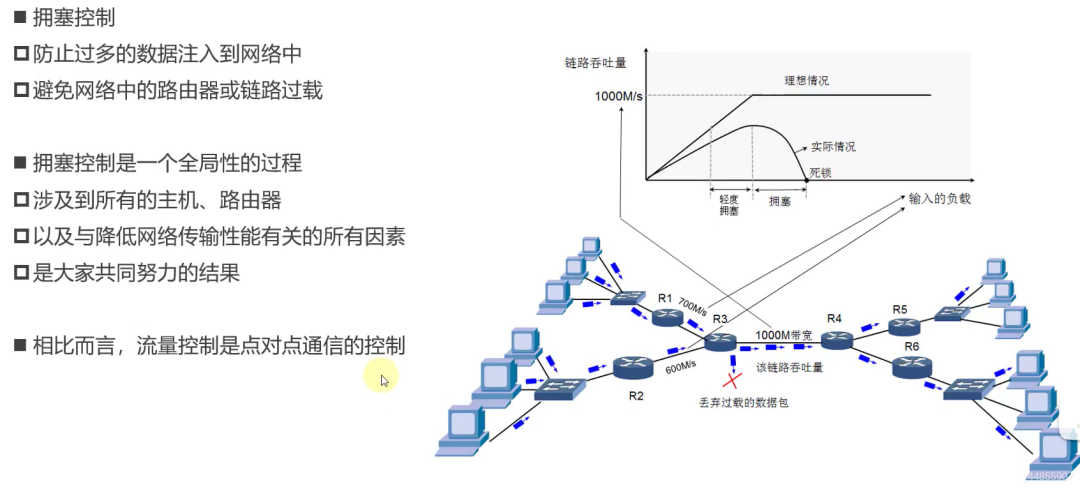 拥塞控制
防止过多的数据注入到网络中
避免网络中的路由器或链路过载
拥塞控制是一个全局性的过程
涉及到所有的主机、路由器
以及与降低网络传输性能有关的所有因素
是大家共同努力的结果
相比而言，流量控制是点对点通信的控制
链路吞吐量
理想情况
1000M/s
实际情况
死锁
轻度
拥塞
拥塞
输入的负载
R1
700M/s
R3
1000M带宽
R4
R5
R6
600M/s
R2
该链路吞吐量
丢弃过载的数据包